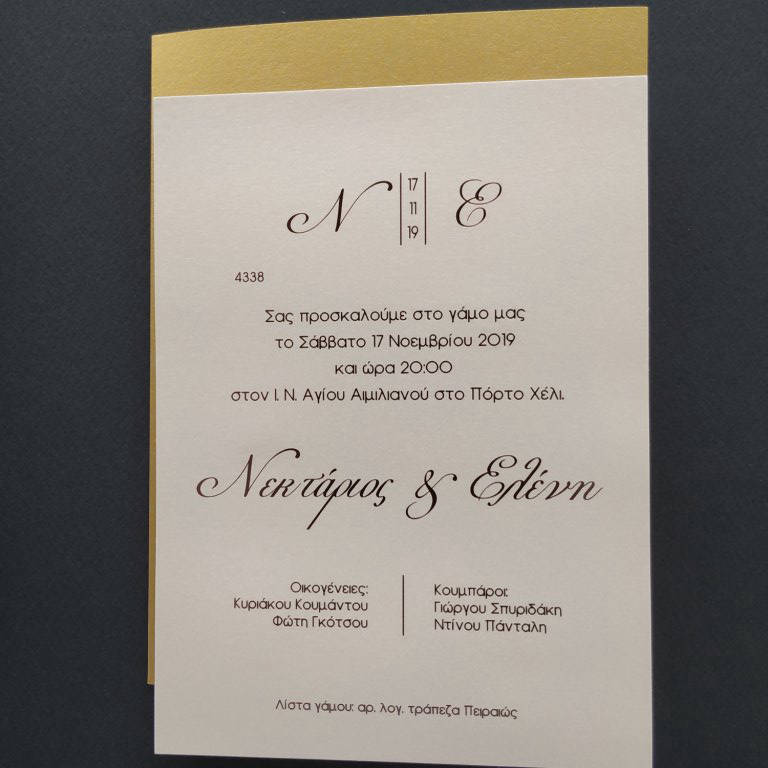 N 17 E
11
19
4338
Σας προσκαλούμε στο γάμο μας
το Σάββατο 17 Νοεμβρίου 2019
και ώρα 20:00
στον Ι. Ν. Αγίου Αιμιλιανού στο Πόρτο Χέλι.
Νεκτάριος & Ελένη
Οικογένειες:
Κυριάκου Κουμάντου
Φώτη Γκότσου
Κουμπάροι:
Γιώργου Σπυριδάκη
Ντίνου Πάνταλη
Λίστα γάμου: αρ. λογ. τράπεζα Πειραιώς